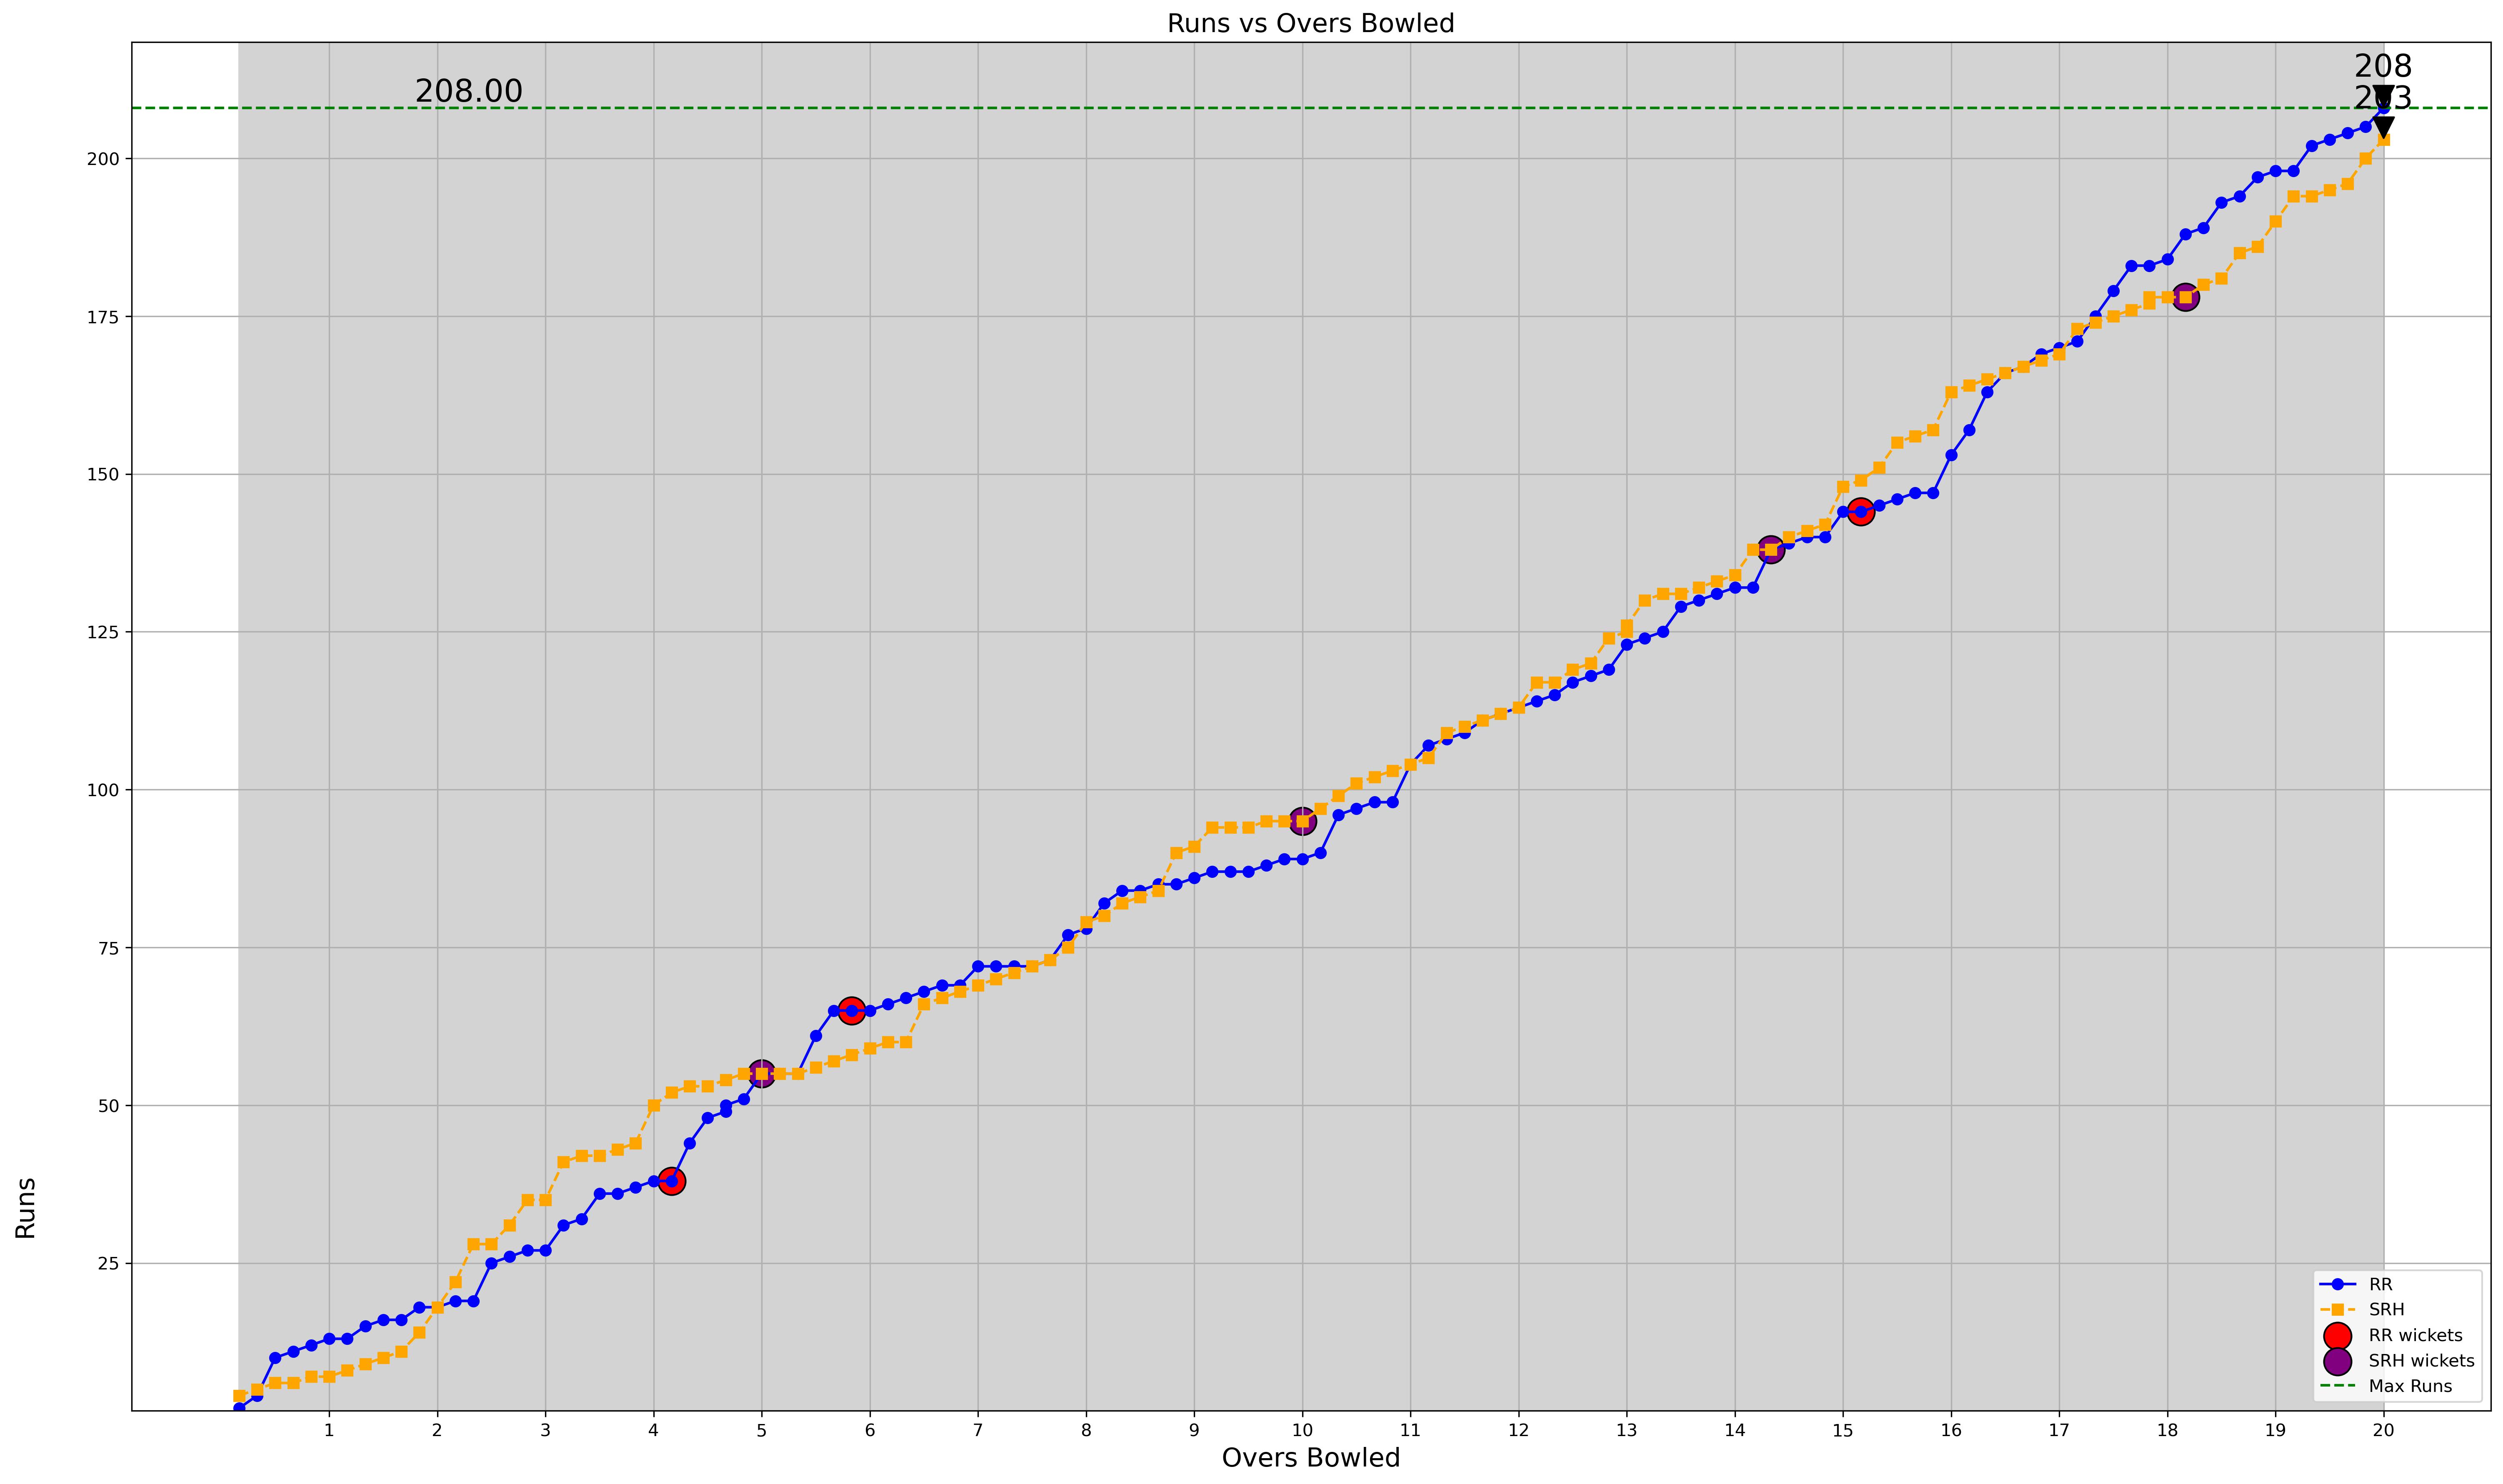 Runs vs Overs Bowled
208.00
208
203
200
175
150
125
100
75
50
25
Runs
1 2 3 4 5 6 7 8 9 10 11 12 13 14 15 16 17 18 19 20
Overs Bowled
RR
SRH
RR wickets
SRH wickets
Max Runs